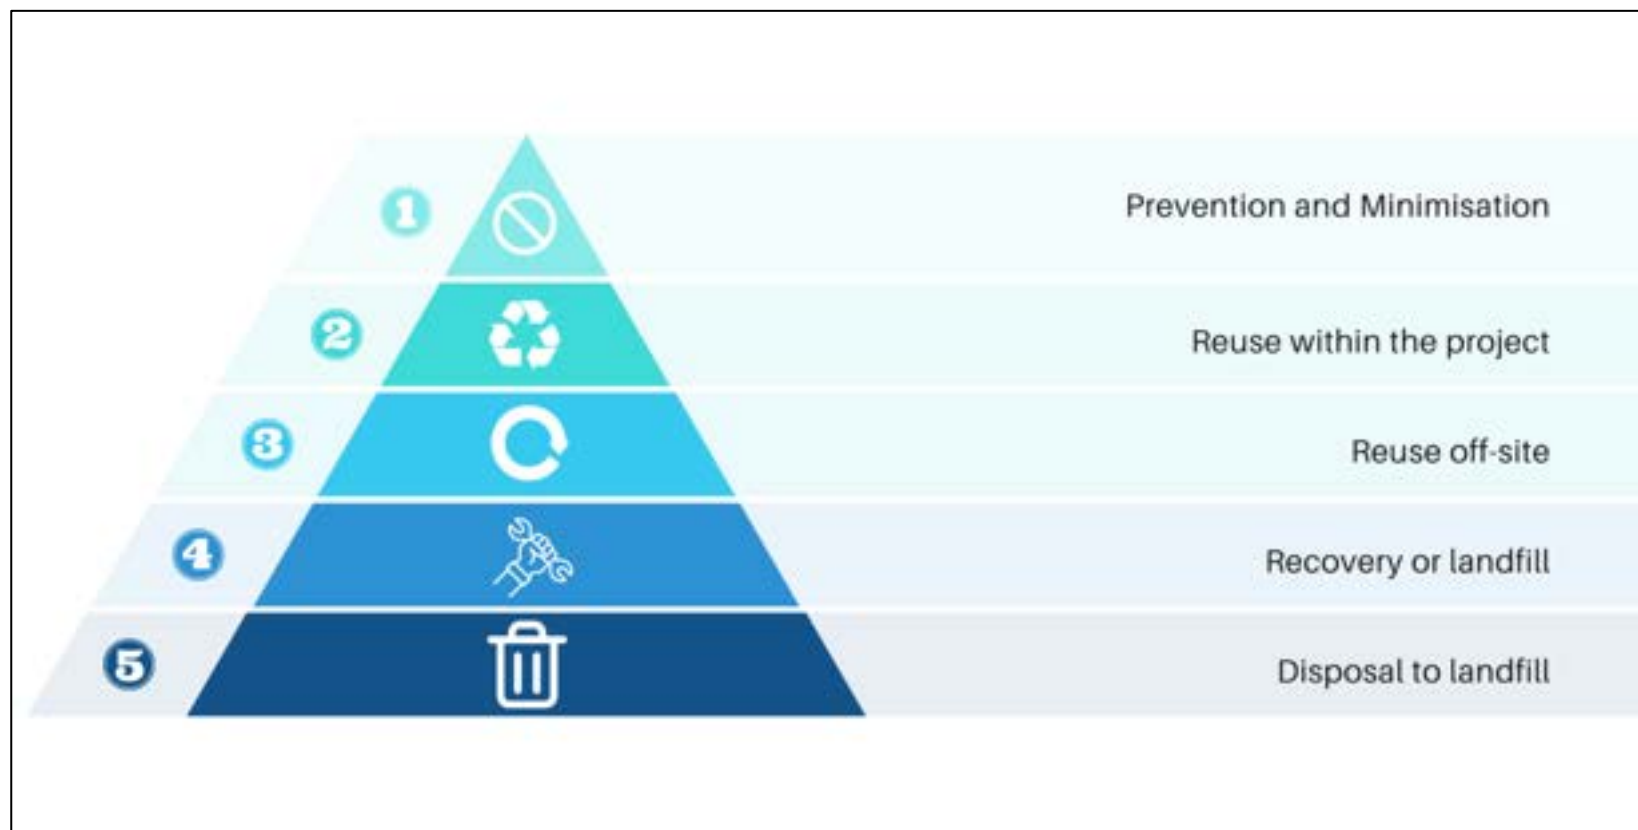 1 Prevention and Minimisation
2 Reuse within the project
3 Reuse off-site
4 Recovery or landfill
5 Disposal to landfill